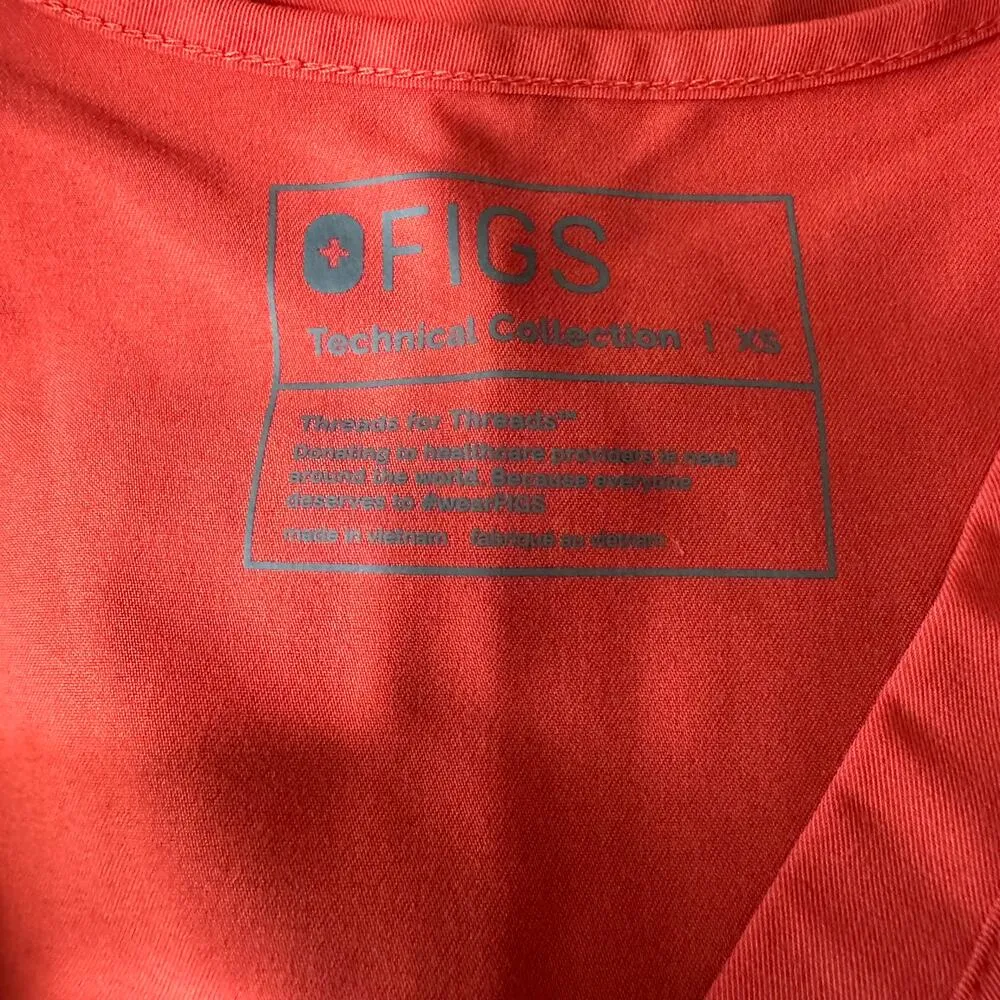 FIGS
Technical Collection | XS
Threads for Threads™
Donating to healthcare providers in need
around the world. Because everyone
deserves to #wearFIGS
made in vietnam fabriqué au vietnam